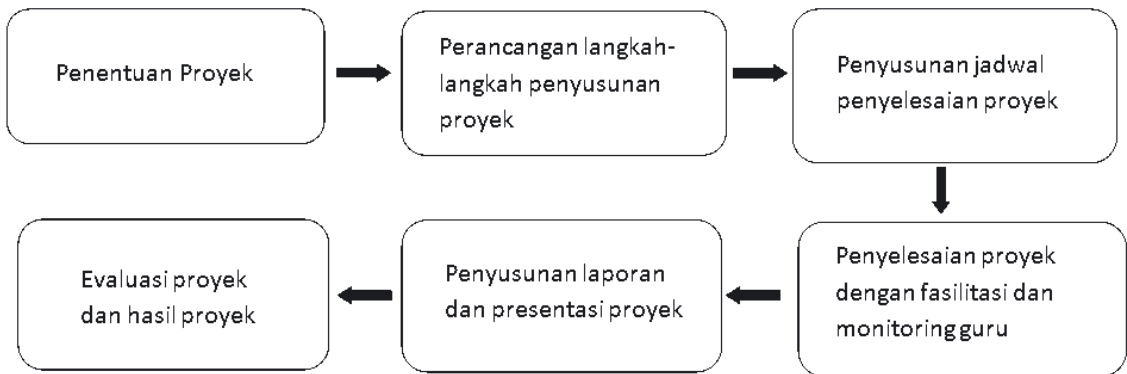 Penentuan Proyek
Perancangan langkah-
langkah penyusunan
proyek
Penyusunan jadwal
penyelesaian proyek
Penyelesaian proyek
dengan fasilitasi dan
monitoring guru
Penyusunan laporan
dan presentasi proyek
Evaluasi proyek
dan hasil proyek